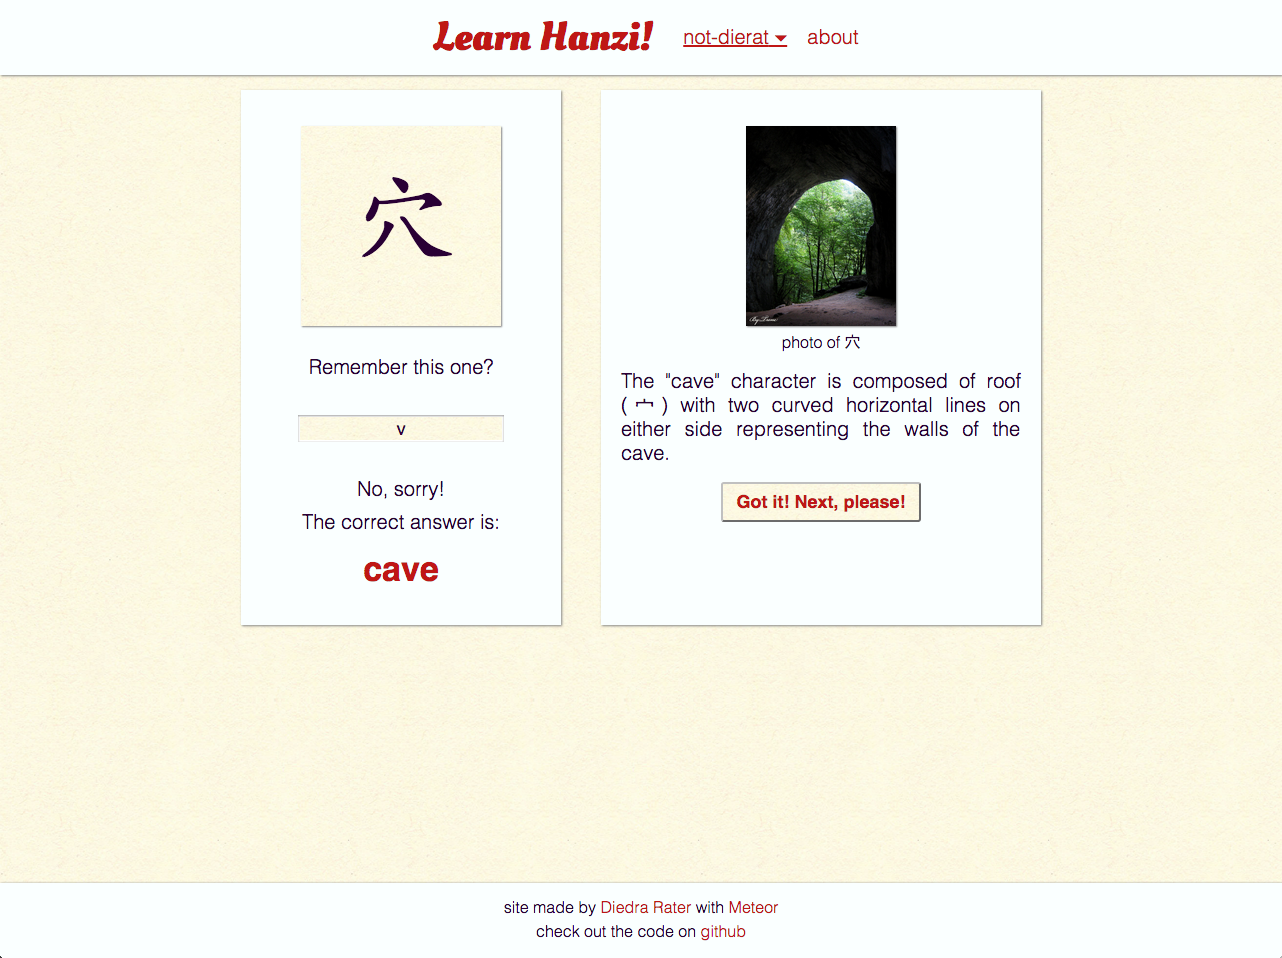 Learn Hanzi!
not-dierat
about
穴
Remember this one?
v
No, sorry!
The correct answer is:
cave
photo of 穴
The "cave" character is composed of roof
(宀) with two curved horizontal lines on
either side representing the walls of the
cave.
Got it! Next, please!
site made by Diedra Rater with Meteor
check out the code on github